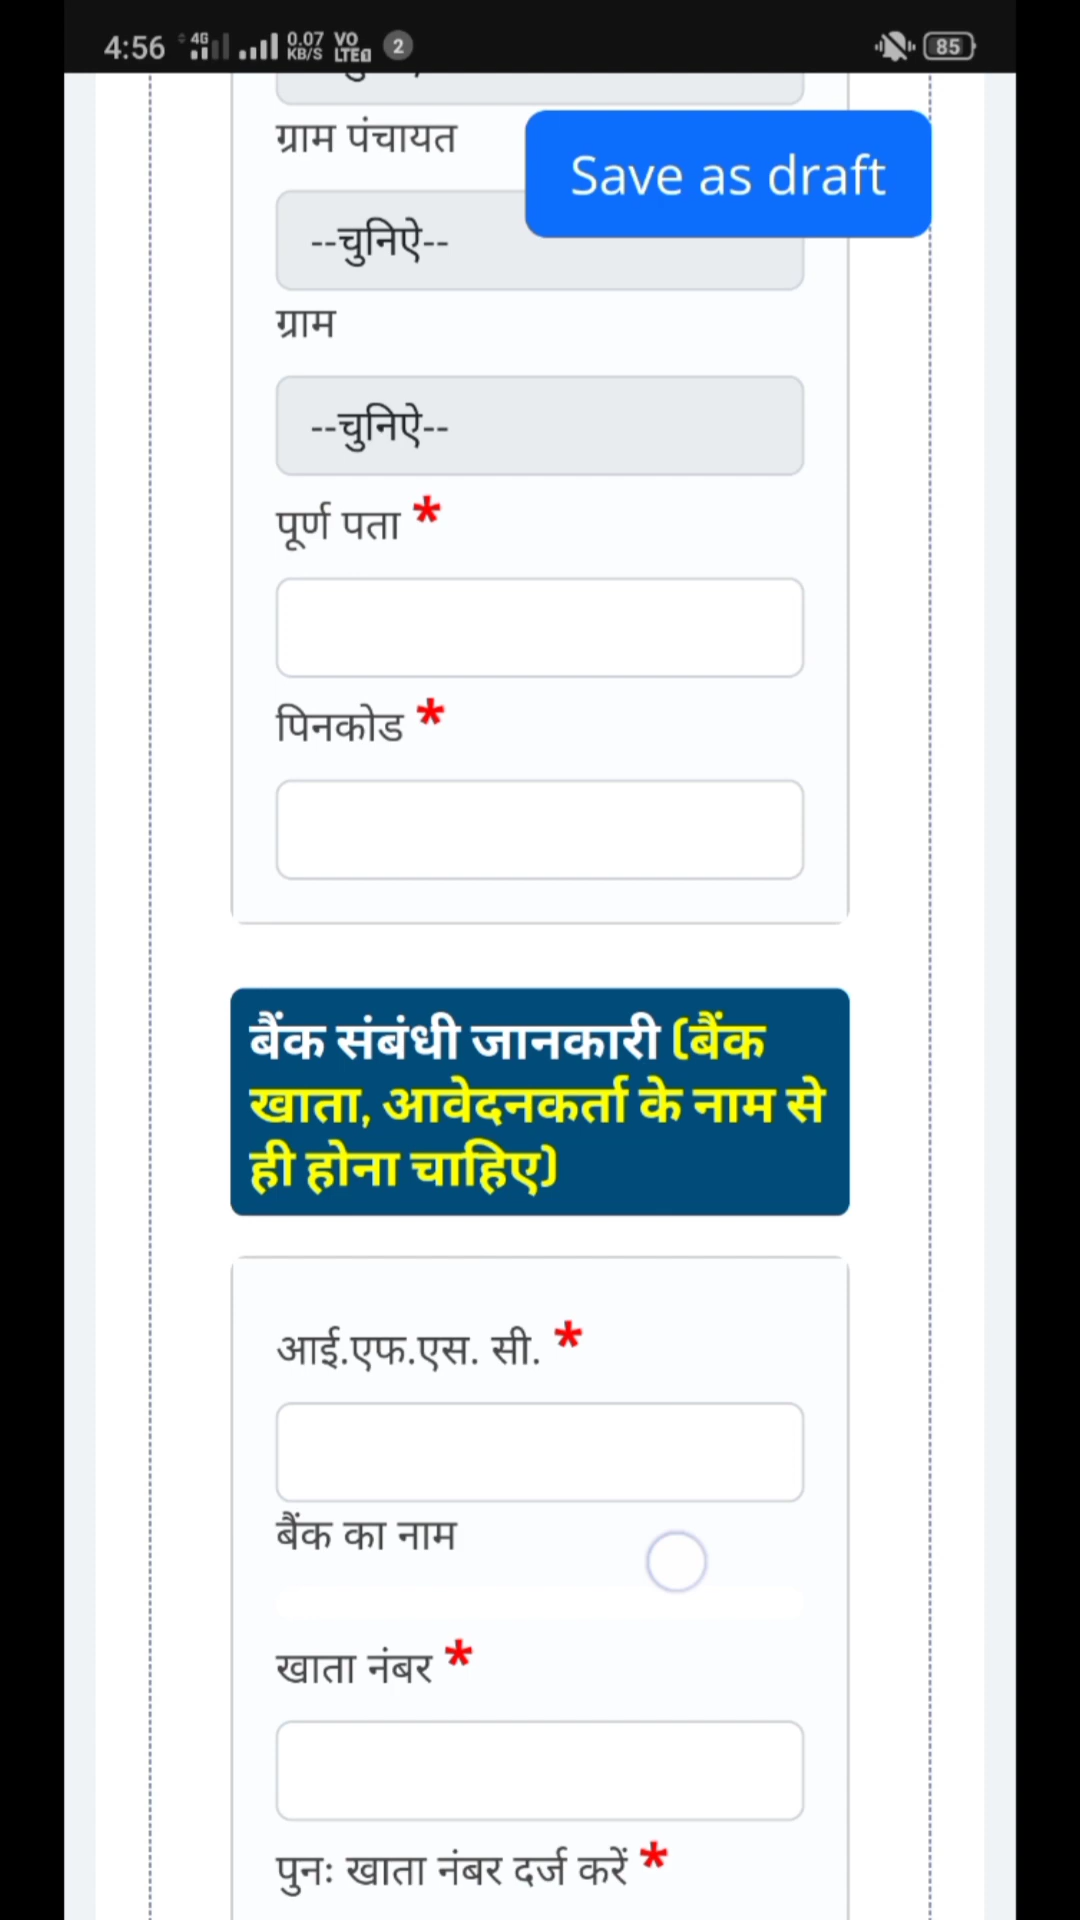 4:56 4G 0.07 KB/S VO LTE 2 85
ग्राम पंचायत
Save as draft
--चुनिऐ--
ग्राम
--चुनिऐ--
पूर्ण पता *
पिनकोड *
बैंक संबंधी जानकारी (बैंक
खाता, आवेदनकर्ता के नाम से
ही होना चाहिए)
आई.एफ.एस. सी. *
बैंक का नाम
खाता नंबर *
पुनः खाता नंबर दर्ज करें *